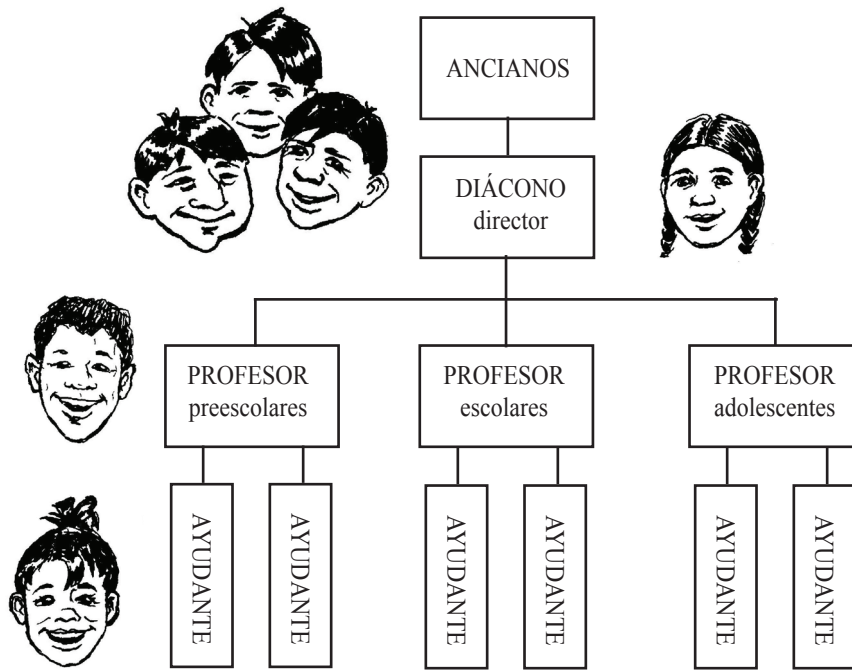 ANCIANOS
DIÁCONO
director
PROFESOR
preescolares
PROFESOR
escolares
PROFESOR
adolescentes
AYUDANTE
AYUDANTE
AYUDANTE
AYUDANTE
AYUDANTE
AYUDANTE